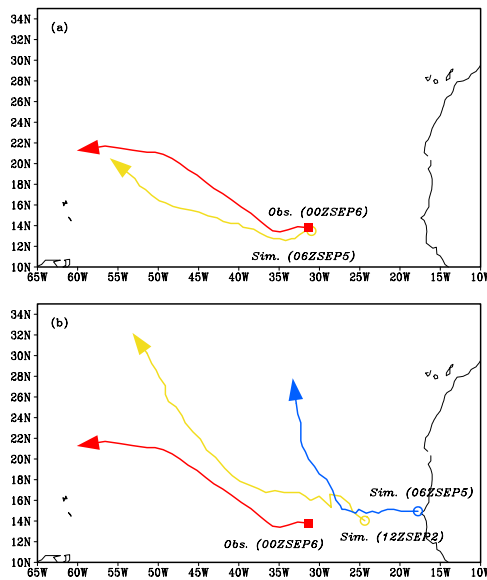 34N
(a)
32N
30N
28N
26N
24N
22N
20N
18N
16N
Obs. (00ZSEP6)
14N
12N
Sim. (06ZSEP5)
10N
65W 60W 55W 50W 45W 40W 35W 30W 25W 20W 15W 10W
34N
(b)
32N
30N
28N
26N
24N
22N
20N
18N
Sim. (06ZSEP5)
16N
14N
Sim. (12ZSEP2)
Obs. (00ZSEP6)
12N
10N
65W 60W 55W 50W 45W 40W 35W 30W 25W 20W 15W 10W